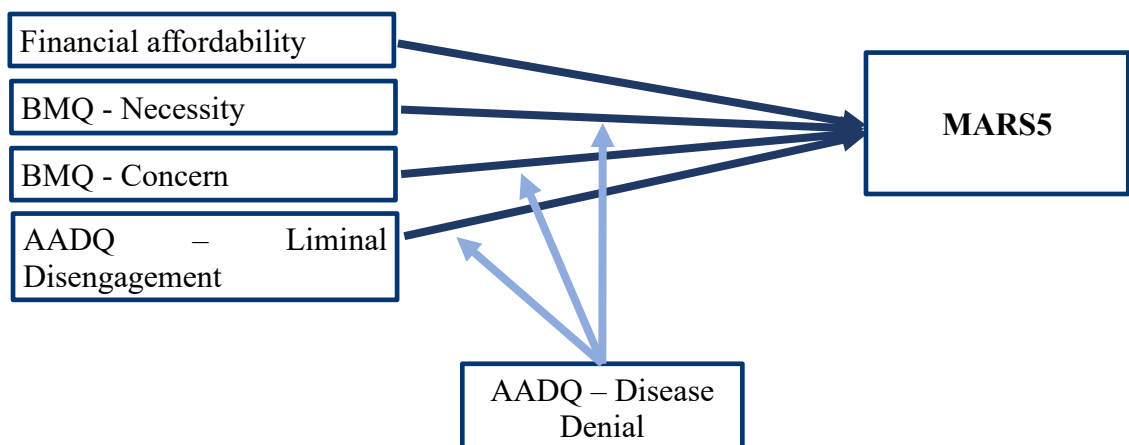 Financial affordability
BMQ - Necessity
BMQ - Concern
AADQ – Liminal
Disengagement
MARS5
AADQ – Disease
Denial